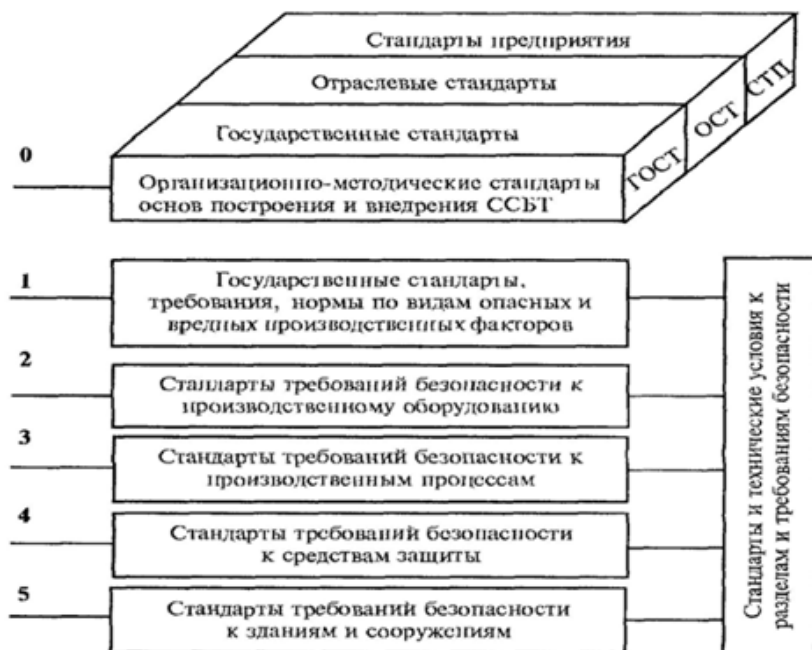 Стандарты предприятия
Отраслевые стандарты
Государственные стандарты
ГОСТ
ОСТ
СТП
0
Организационно-методические стандарты
основ построения и внедрения ССБТ
1
Государственные стандарты,
требования, нормы по видам опасных и
вредных производственных факторов
2
Стандарты требований безопасности к
производственному оборудованию
3
Стандарты требований безопасности к
производственным процессам
4
Стандарты требований безопасности
к средствам защиты
5
Стандарты требований безопасности
к зданиям и сооружениям
Стандарты и технические условия к
разделам и требованиям безопасности